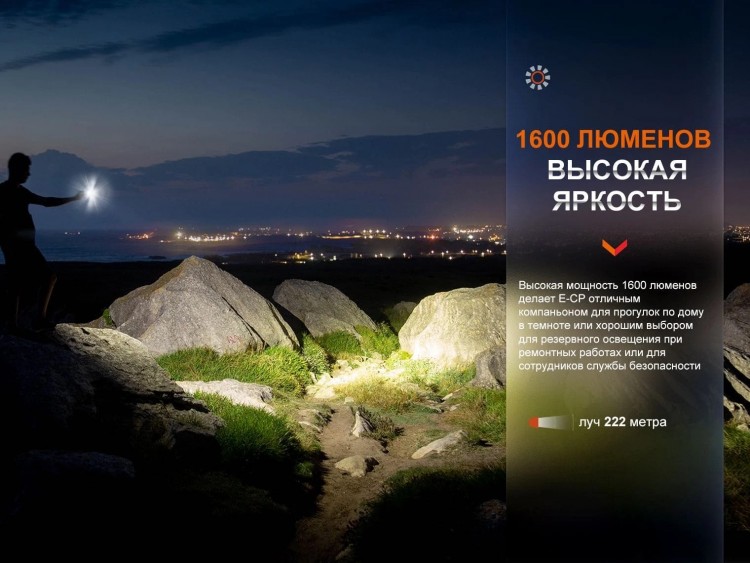 1600 ЛЮМЕНОВ
ВЫСОКАЯ
ЯРКОСТЬ
Высокая мощность 1600 люменов
делает E-CP отличным
компаньоном для прогулок по дому
в темноте или хорошим выбором
для резервного освещения при
ремонтных работах или для
сотрудников службы безопасности
луч 222 метра